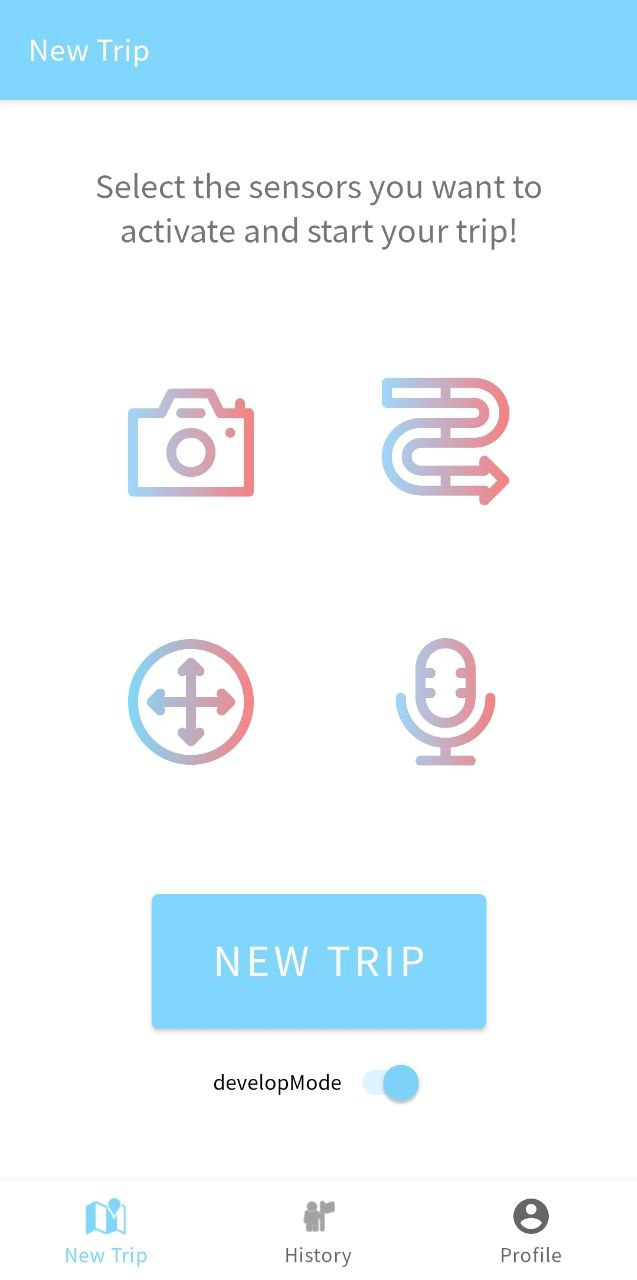 New Trip
Select the sensors you want to
activate and start your trip!
NEW TRIP
developMode
New Trip
History
Profile